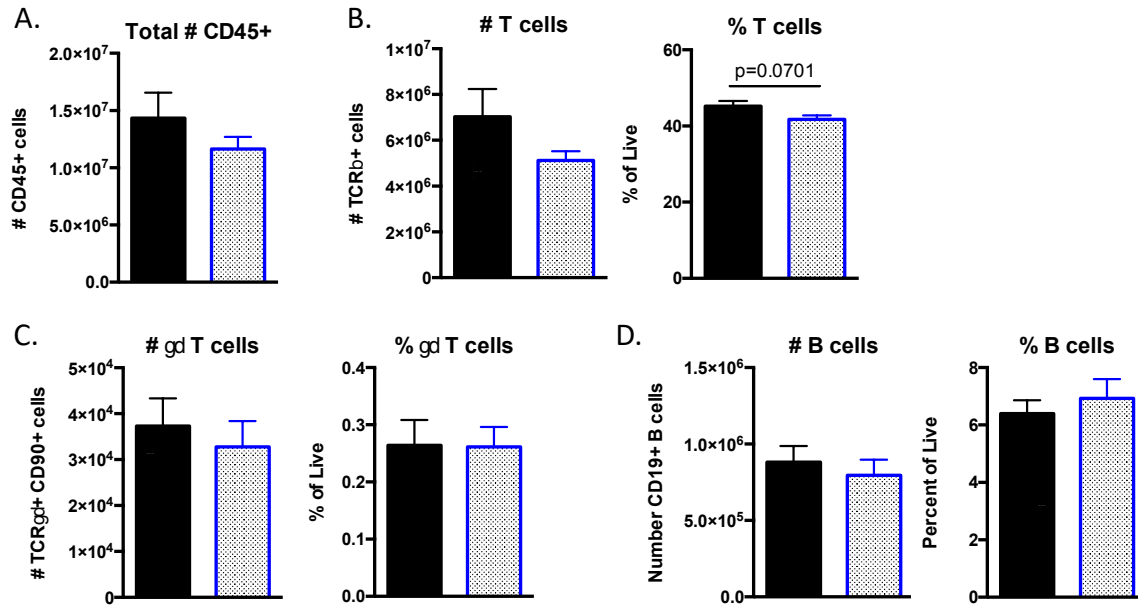 A.
Total # CD45+
# CD45+ cells
2.0×10⁷
1.5×10⁷
1.0×10⁷
5.0×10⁶
0.0
B.
# T cells
# TCRb+ cells
1×10⁷
8×10⁶
6×10⁶
4×10⁶
2×10⁶
0
% T cells
% of Live
60
40
20
0
p=0.0701
C.
# gd T cells
# TCRgd+ CD90+ cells
5×10⁴
4×10⁴
3×10⁴
2×10⁴
1×10⁴
0
% gd T cells
% of Live
0.4
0.3
0.2
0.1
0.0
D.
# B cells
Number CD19+ B cells
1.5×10⁶
1.0×10⁶
5.0×10⁵
0.0
% B cells
Percent of Live
8
6
4
2
0